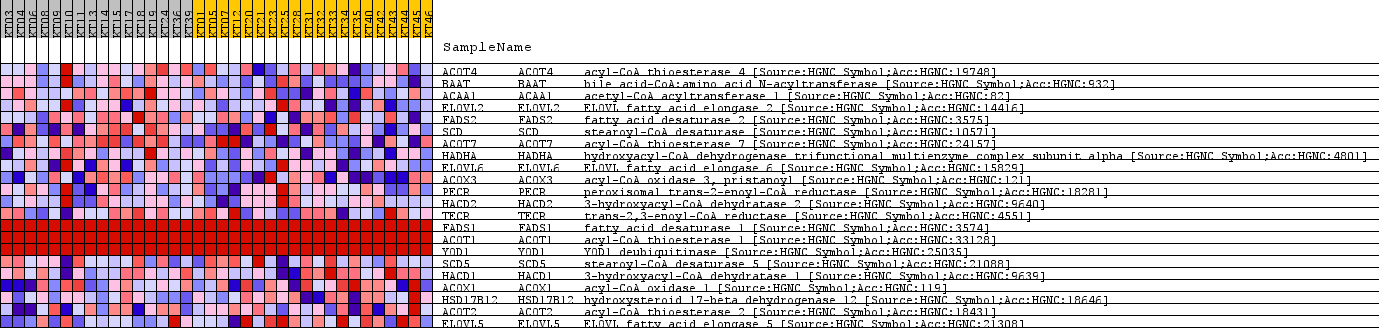 KT03 KT04 KT06 KT08 KT09 KT10 KT11 KT13 KT14 KT15 KT17 KT18 KT19 KT24 KT36 KT39 KT01 KT05 KT07 KT12 KT20 KT21 KT23 KT25 KT28 KT31 KT32 KT33 KT34 KT35 KT40 KT42 KT43 KT44 KT45 KT46
SampleName
ACOT4 ACOT4 acyl-CoA thioesterase 4 [Source:HGNC Symbol;Acc:HGNC:19748]
BAAT BAAT bile acid-CoA:amino acid N-acyltransferase [Source:HGNC Symbol;Acc:HGNC:932]
ACAA1 ACAA1 acetyl-CoA acyltransferase 1 [Source:HGNC Symbol;Acc:HGNC:82]
ELOVL2 ELOVL2 ELOVL fatty acid elongase 2 [Source:HGNC Symbol;Acc:HGNC:14416]
FADS2 FADS2 fatty acid desaturase 2 [Source:HGNC Symbol;Acc:HGNC:3575]
SCD SCD stearoyl-CoA desaturase [Source:HGNC Symbol;Acc:HGNC:10571]
ACOT7 ACOT7 acyl-CoA thioesterase 7 [Source:HGNC Symbol;Acc:HGNC:24157]
HADHA HADHA hydroxyacyl-CoA dehydrogenase trifunctional multienzyme complex subunit alpha [Source:HGNC Symbol;Acc:HGNC:4801]
ELOVL6 ELOVL6 ELOVL fatty acid elongase 6 [Source:HGNC Symbol;Acc:HGNC:15829]
ACOX3 ACOX3 acyl-CoA oxidase 3, pristanoyl [Source:HGNC Symbol;Acc:HGNC:121]
PECR PECR peroxisomal trans-2-enoyl-CoA reductase [Source:HGNC Symbol;Acc:HGNC:18281]
HACD2 HACD2 3-hydroxyacyl-CoA dehydratase 2 [Source:HGNC Symbol;Acc:HGNC:9640]
TECR TECR trans-2,3-enoyl-CoA reductase [Source:HGNC Symbol;Acc:HGNC:4551]
FADS1 FADS1 fatty acid desaturase 1 [Source:HGNC Symbol;Acc:HGNC:3574]
ACOT1 ACOT1 acyl-CoA thioesterase 1 [Source:HGNC Symbol;Acc:HGNC:33128]
YOD1 YOD1 YOD1 deubiquitinase [Source:HGNC Symbol;Acc:HGNC:25035]
SCD5 SCD5 stearoyl-CoA desaturase 5 [Source:HGNC Symbol;Acc:HGNC:21088]
HACD1 HACD1 3-hydroxyacyl-CoA dehydratase 1 [Source:HGNC Symbol;Acc:HGNC:9639]
ACOX1 ACOX1 acyl-CoA oxidase 1 [Source:HGNC Symbol;Acc:HGNC:119]
HSD17B12 HSD17B12 hydroxysteroid 17-beta dehydrogenase 12 [Source:HGNC Symbol;Acc:HGNC:18646]
ACOT2 ACOT2 acyl-CoA thioesterase 2 [Source:HGNC Symbol;Acc:HGNC:18431]
ELOVL5 ELOVL5 ELOVL fatty acid elongase 5 [Source:HGNC Symbol;Acc:HGNC:21308]